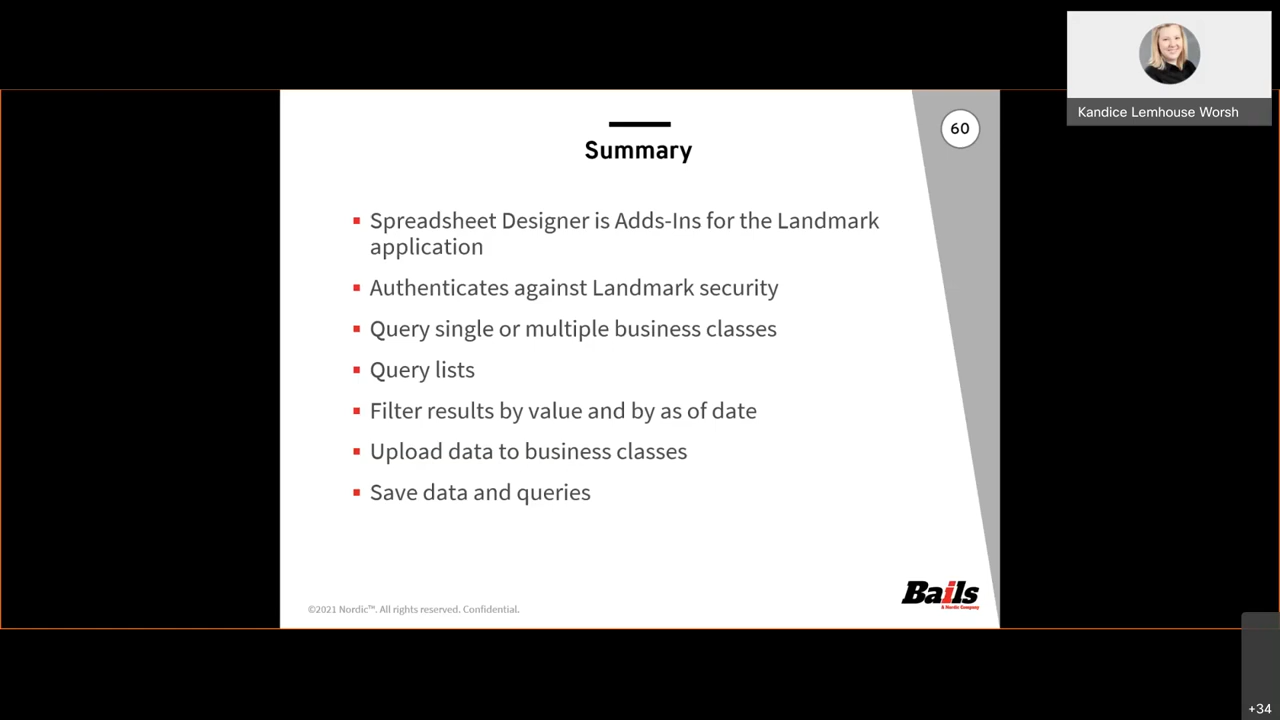 Kandice Lemhouse Worsh
60
Summary
Spreadsheet Designer is Adds-Ins for the Landmark
application
Authenticates against Landmark security
Query single or multiple business classes
Query lists
Filter results by value and by as of date
Upload data to business classes
Save data and queries
©2021 Nordic™. All rights reserved. Confidential.
Bails
A Nordic Company
+34